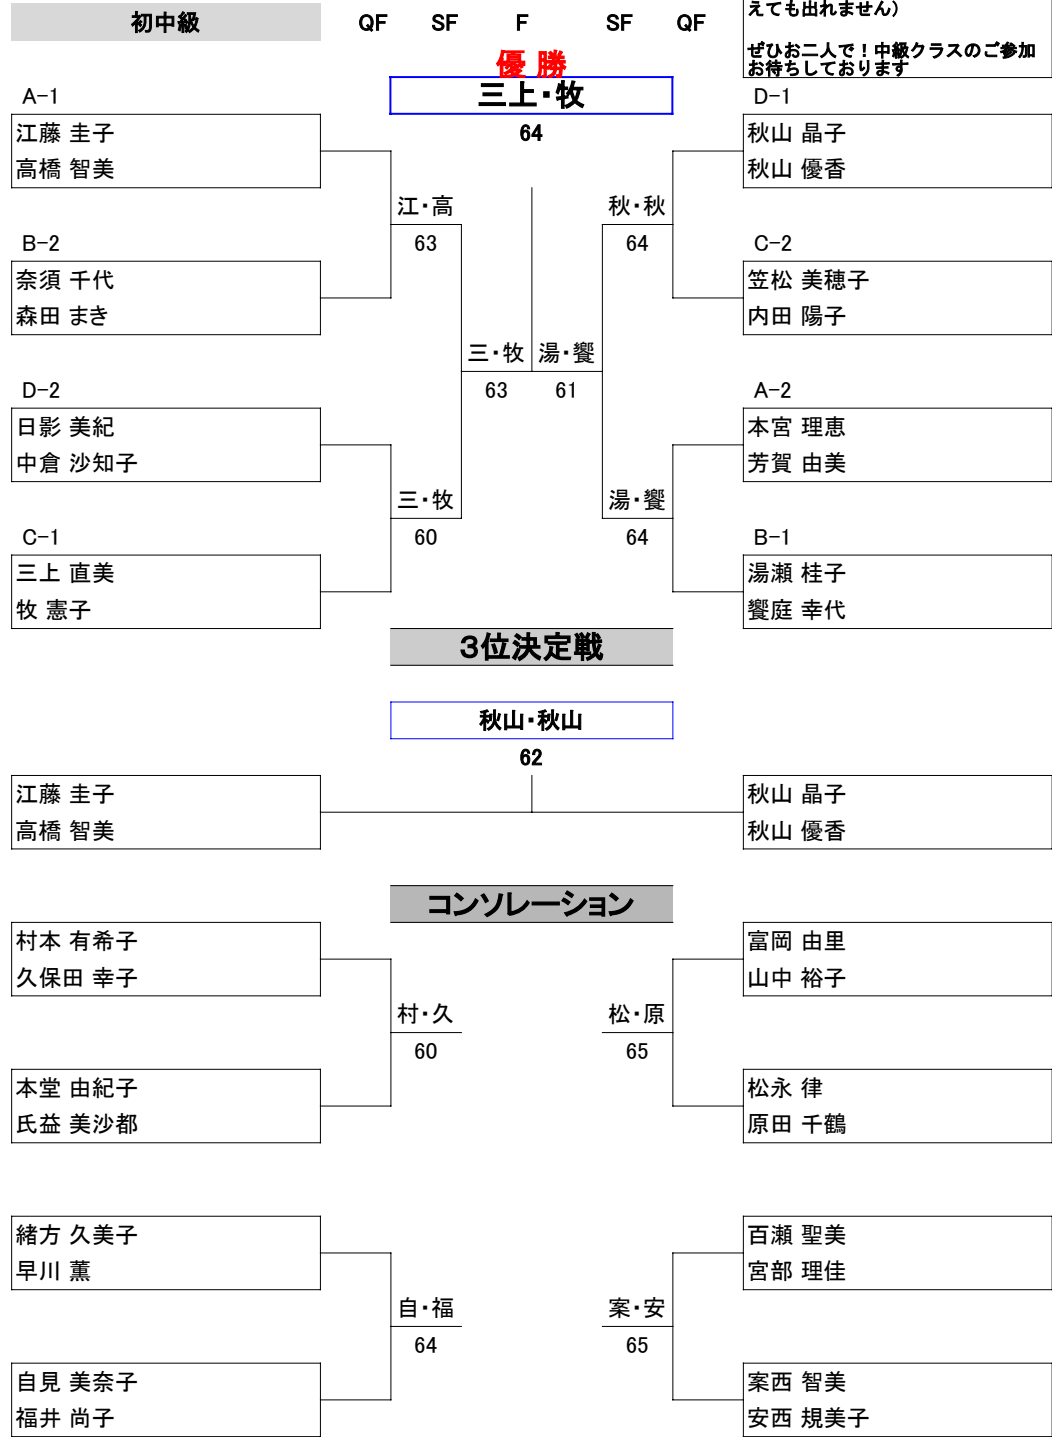 初中級
QF SF F SF QF
えても出れません）
ぜひお二人で！中級クラスのご参加
お待ちしております
優 勝
三上・牧
64
A-1
江藤 圭子
高橋 智美
D-1
秋山 晶子
秋山 優香
江・高
63
秋・秋
64
B-2
奈須 千代
森田 まき
C-2
笠松 美穂子
内田 陽子
三・牧 湯・饗
63 61
D-2
日影 美紀
中倉 沙知子
A-2
本宮 理恵
芳賀 由美
三・牧
60
湯・饗
64
C-1
三上 直美
牧 憲子
B-1
湯瀬 桂子
饗庭 幸代
３位決定戦
秋山・秋山
62
江藤 圭子
高橋 智美
秋山 晶子
秋山 優香
コンソレーション
村本 有希子
久保田 幸子
富岡 由里
山中 裕子
村・久
60
松・原
65
本堂 由紀子
氏益 美沙都
松永 律
原田 千鶴
緒方 久美子
早川 薫
百瀬 聖美
宮部 理佳
自・福
64
案・安
65
自見 美奈子
福井 尚子
案西 智美
安西 規美子